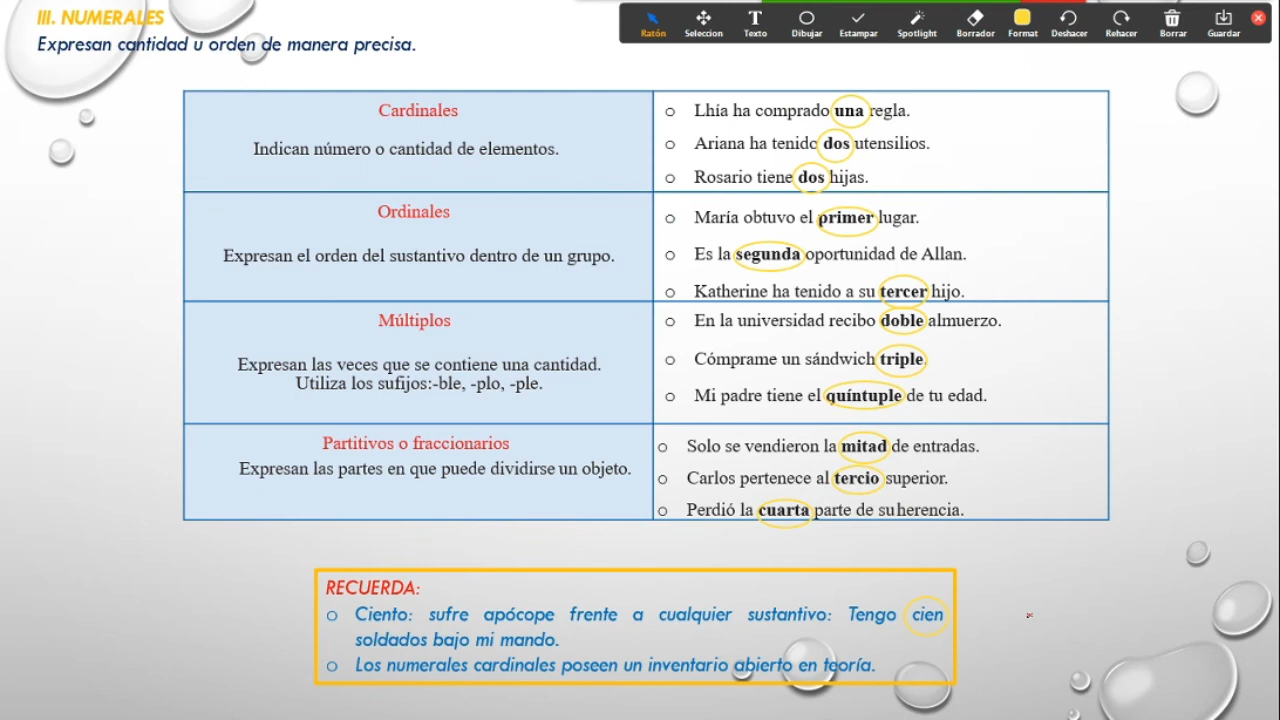 III. NUMERALES
Expresan cantidad u orden de manera precisa.
Ratón
Seleccion
Texto
Dibujar
Estampar
Spotlight
Borrador
Format
Deshacer
Rehacer
Borrar
Guardar
Cardinales
Indican número o cantidad de elementos.
o Lhía ha comprado una regla.
o Ariana ha tenido dos utensilios.
o Rosario tiene dos hijas.
Ordinales
Expresan el orden del sustantivo dentro de un grupo.
o María obtuvo el primer lugar.
o Es la segunda oportunidad de Allan.
o Katherine ha tenido a su tercer hijo.
Múltiplos
Expresan las veces que se contiene una cantidad.
Utiliza los sufijos:-ble, -plo, -ple.
o En la universidad recibo doble almuerzo.
o Cómprame un sándwich triple.
o Mi padre tiene el quíntuple de tu edad.
Partitivos o fraccionarios
Expresan las partes en que puede dividirse un objeto.
o Solo se vendieron la mitad de entradas.
o Carlos pertenece al tercio superior.
o Perdió la cuarta parte de su herencia.
RECUERDA:
o Ciento: sufre apócope frente a cualquier sustantivo: Tengo cien
soldados bajo mi mando.
o Los numerales cardinales poseen un inventario abierto en teoría.